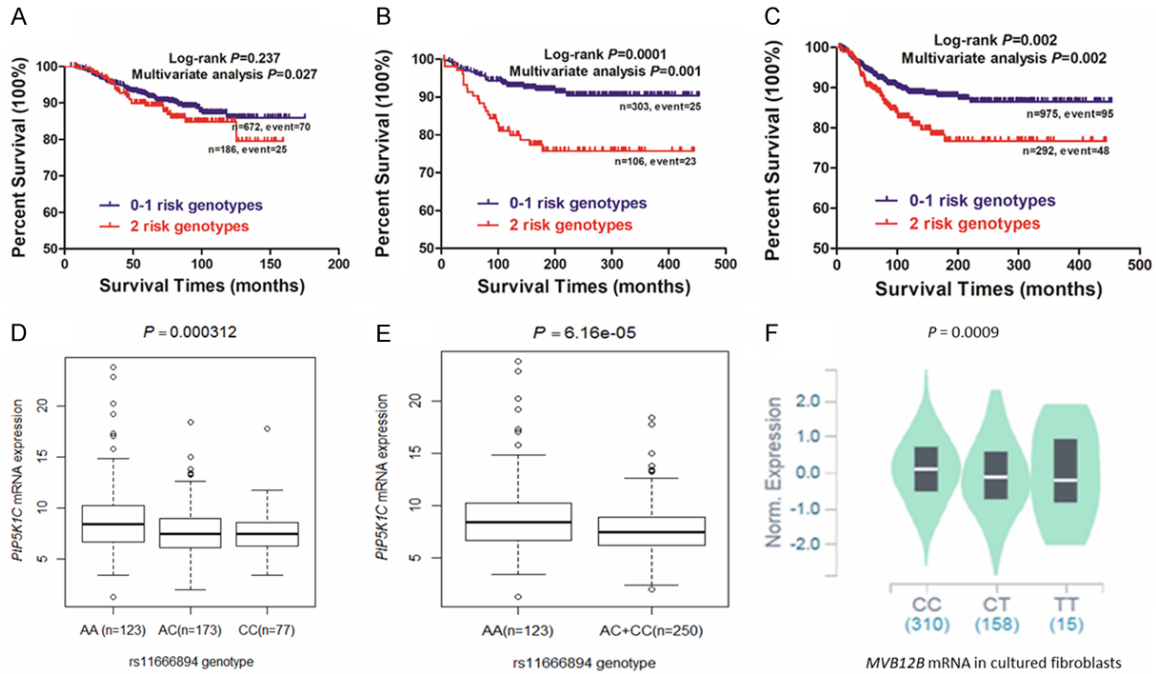 A
Log-rank P=0.237
Multivariate analysis P=0.027
Percent Survival (100%)
100
90
80
70
60
50
n=672, event=70
n=186, event=25
0-1 risk genotypes
2 risk genotypes
0 50 100 150 200
Survival Times (months)
B
Log-rank P=0.0001
Multivariate analysis P=0.001
Percent Survival (100%)
100
90
80
70
60
50
n=303, event=25
n=106, event=23
0-1 risk genotypes
2 risk genotypes
0 100 200 300 400 500
Survival Times (months)
C
Log-rank P=0.002
Multivariate analysis P=0.002
Percent Survival (100%)
100
90
80
70
60
50
n=975, event=95
n=292, event=48
0-1 risk genotypes
2 risk genotypes
0 100 200 300 400 500
Survival Times (months)
D
P = 0.000312
PIP5K1C mRNA expression
20
15
10
5
AA (n=123) AC(n=173) CC(n=77)
rs11666894 genotype
E
P = 6.16e-05
PIP5K1C mRNA expression
20
15
10
5
AA(n=123) AC+CC(n=250)
rs11666894 genotype
F
P = 0.0009
Norm. Expression
2.0
1.0
0.0
-1.0
-2.0
CC CT TT
(310) (158) (15)
MVB12B mRNA in cultured fibroblasts